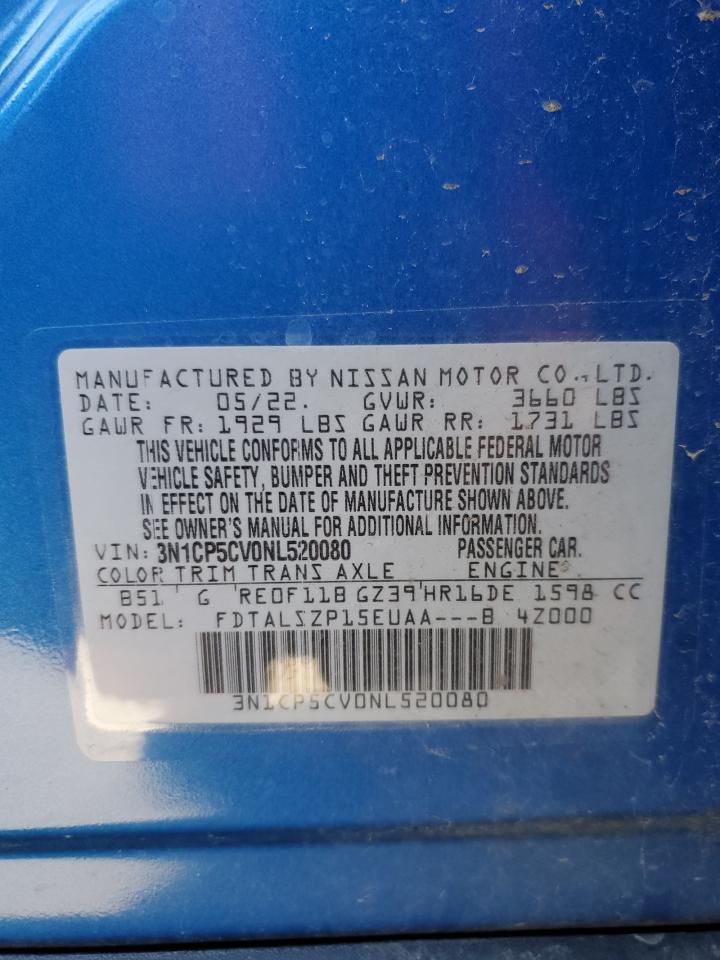 MANUFACTURED BY NISSAN MOTOR CO., LTD.
DATE: 05/22. GVWR: 3660 LBS
GAWR FR: 1929 LBS GAWR RR: 1731 LBS
THIS VEHICLE CONFORMS TO ALL APPLICABLE FEDERAL MOTOR
VEHICLE SAFETY, BUMPER AND THEFT PREVENTION STANDARDS
IN EFFECT ON THE DATE OF MANUFACTURE SHOWN ABOVE.
SEE OWNER'S MANUAL FOR ADDITIONAL INFORMATION.
VIN: 3N1CP5CV0NL520080 PASSENGER CAR.
COLOR TRIM TRANS AXLE ENGINE
B51 G RE0F11B GZ39 HR16DE 1598 CC
MODEL: FDTALSZP15EUAA---B 4Z000
3N1CP5CV0NL520080